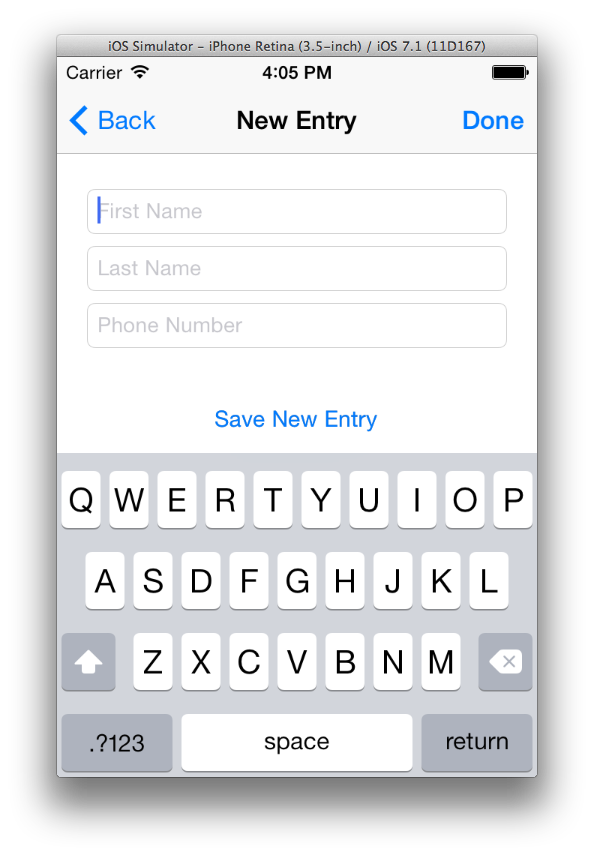 iOS Simulator - iPhone Retina (3.5-inch) / iOS 7.1 (11D167)
Carrier 4:05 PM
Back New Entry Done
First Name
Last Name
Phone Number
Save New Entry
Q W E R T Y U I O P
A S D F G H J K L
Z X C V B N M
.?123 space return